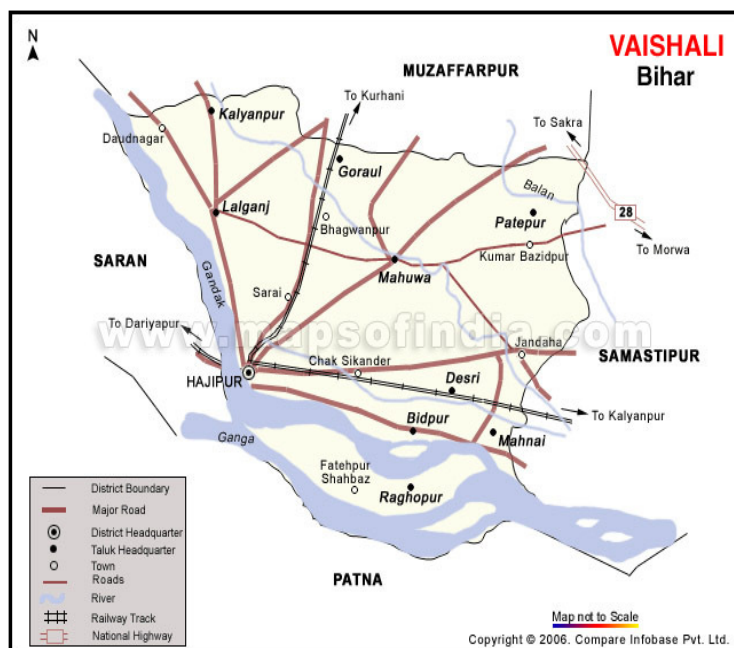 VAISHALI
Bihar
N
MUZAFFARPUR
To Kurhani
To Sakra
Kalyanpur
Daudnagar
Goraul
Balan
Lalganj
Patepur
28
Bhagwanpur
Kumar Bazidpur
To Morwa
SARAN
Gandak
Mahuwa
Sarai
www.mapsofindia.com
To Dariyapur
Jandaha
SAMASTIPUR
Chak Sikander
HAJIPUR
Desri
To Kalyanpur
Bidpur
Mahnai
Ganga
Fatehpur
Shahbaz
Raghopur
PATNA
District Boundary
Major Road
District Headquarter
Taluk Headquarter
Town
Roads
River
Railway Track
National Highway
Map not to Scale
Copyright © 2006. Compare Infobase Pvt. Ltd.